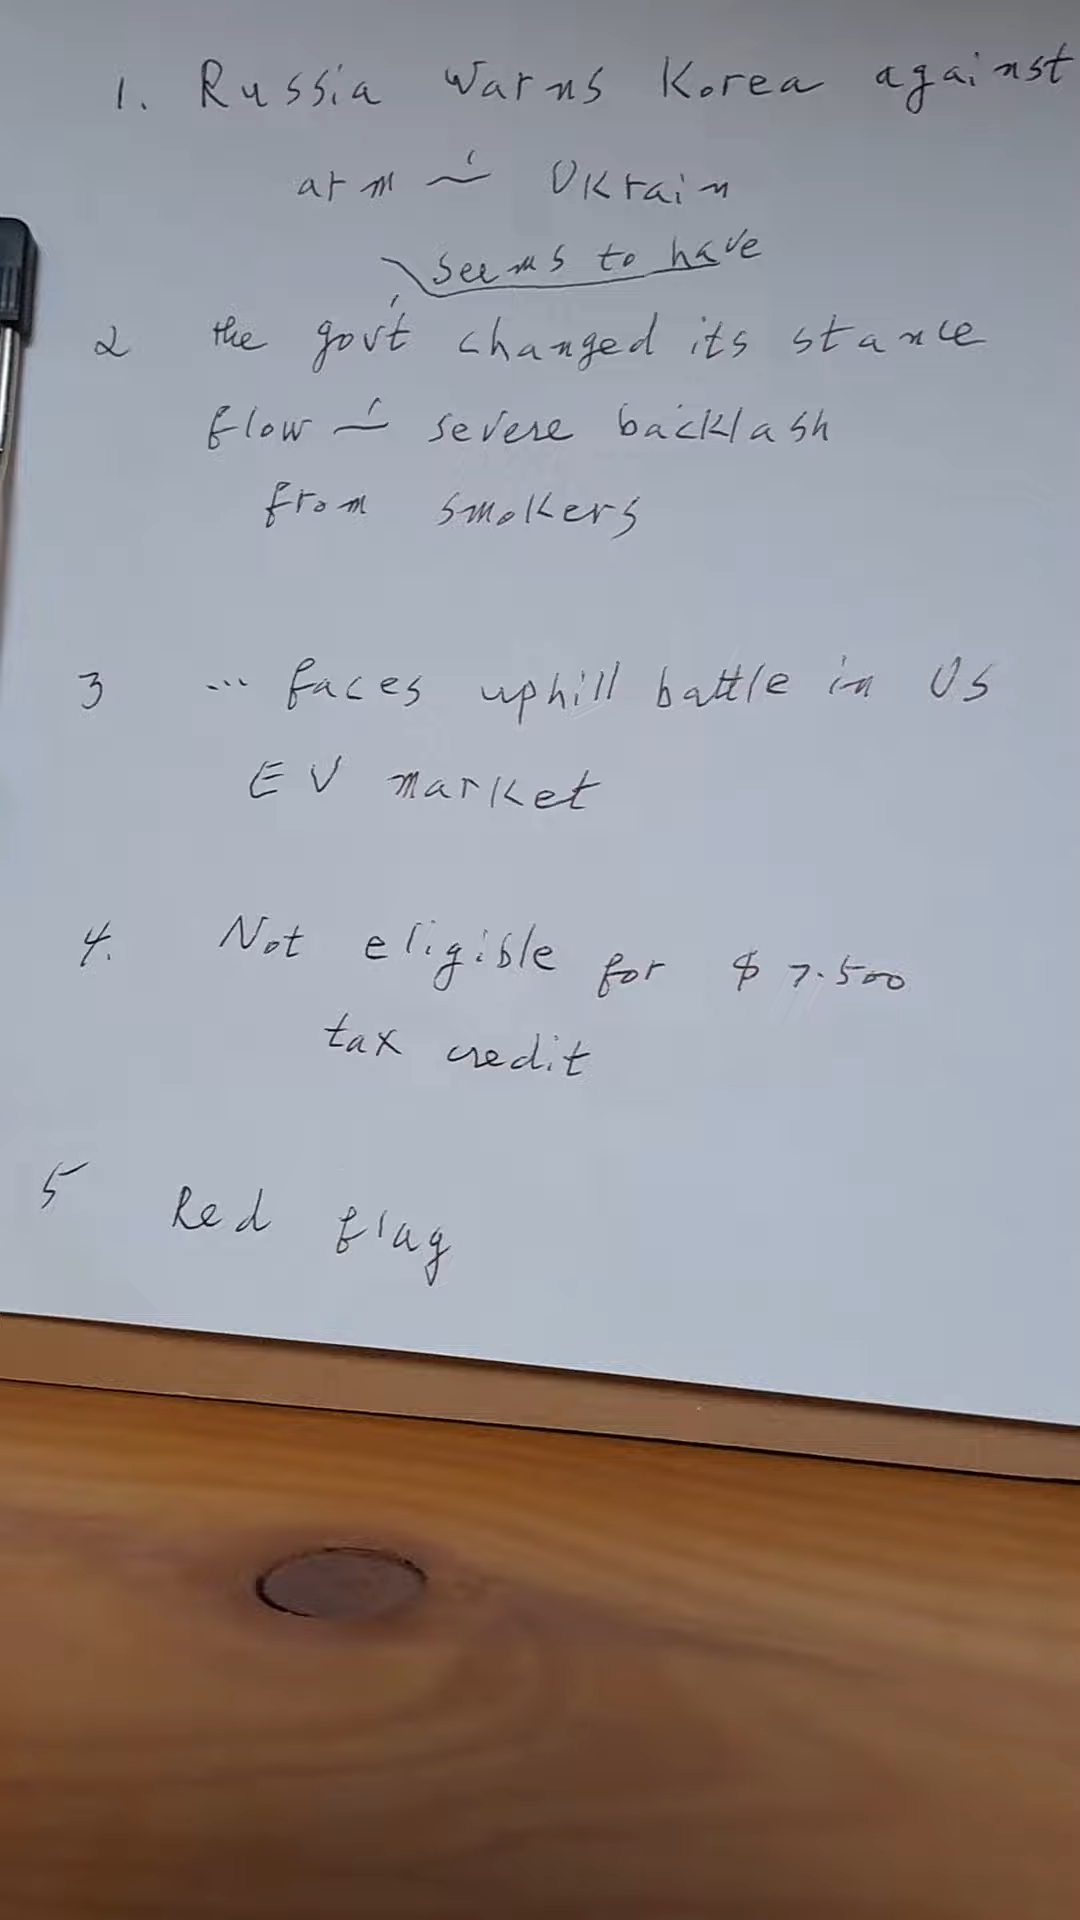 1. Russia Warns Korea against
arm ~ Ukrain
seems to have
2 the gov't changed its stance
flow ~ severe backlash
from smokers
3 ... faces uphill battle in US
EV market
4. Not eligible for $ 7.500
tax credit
5 Red flag